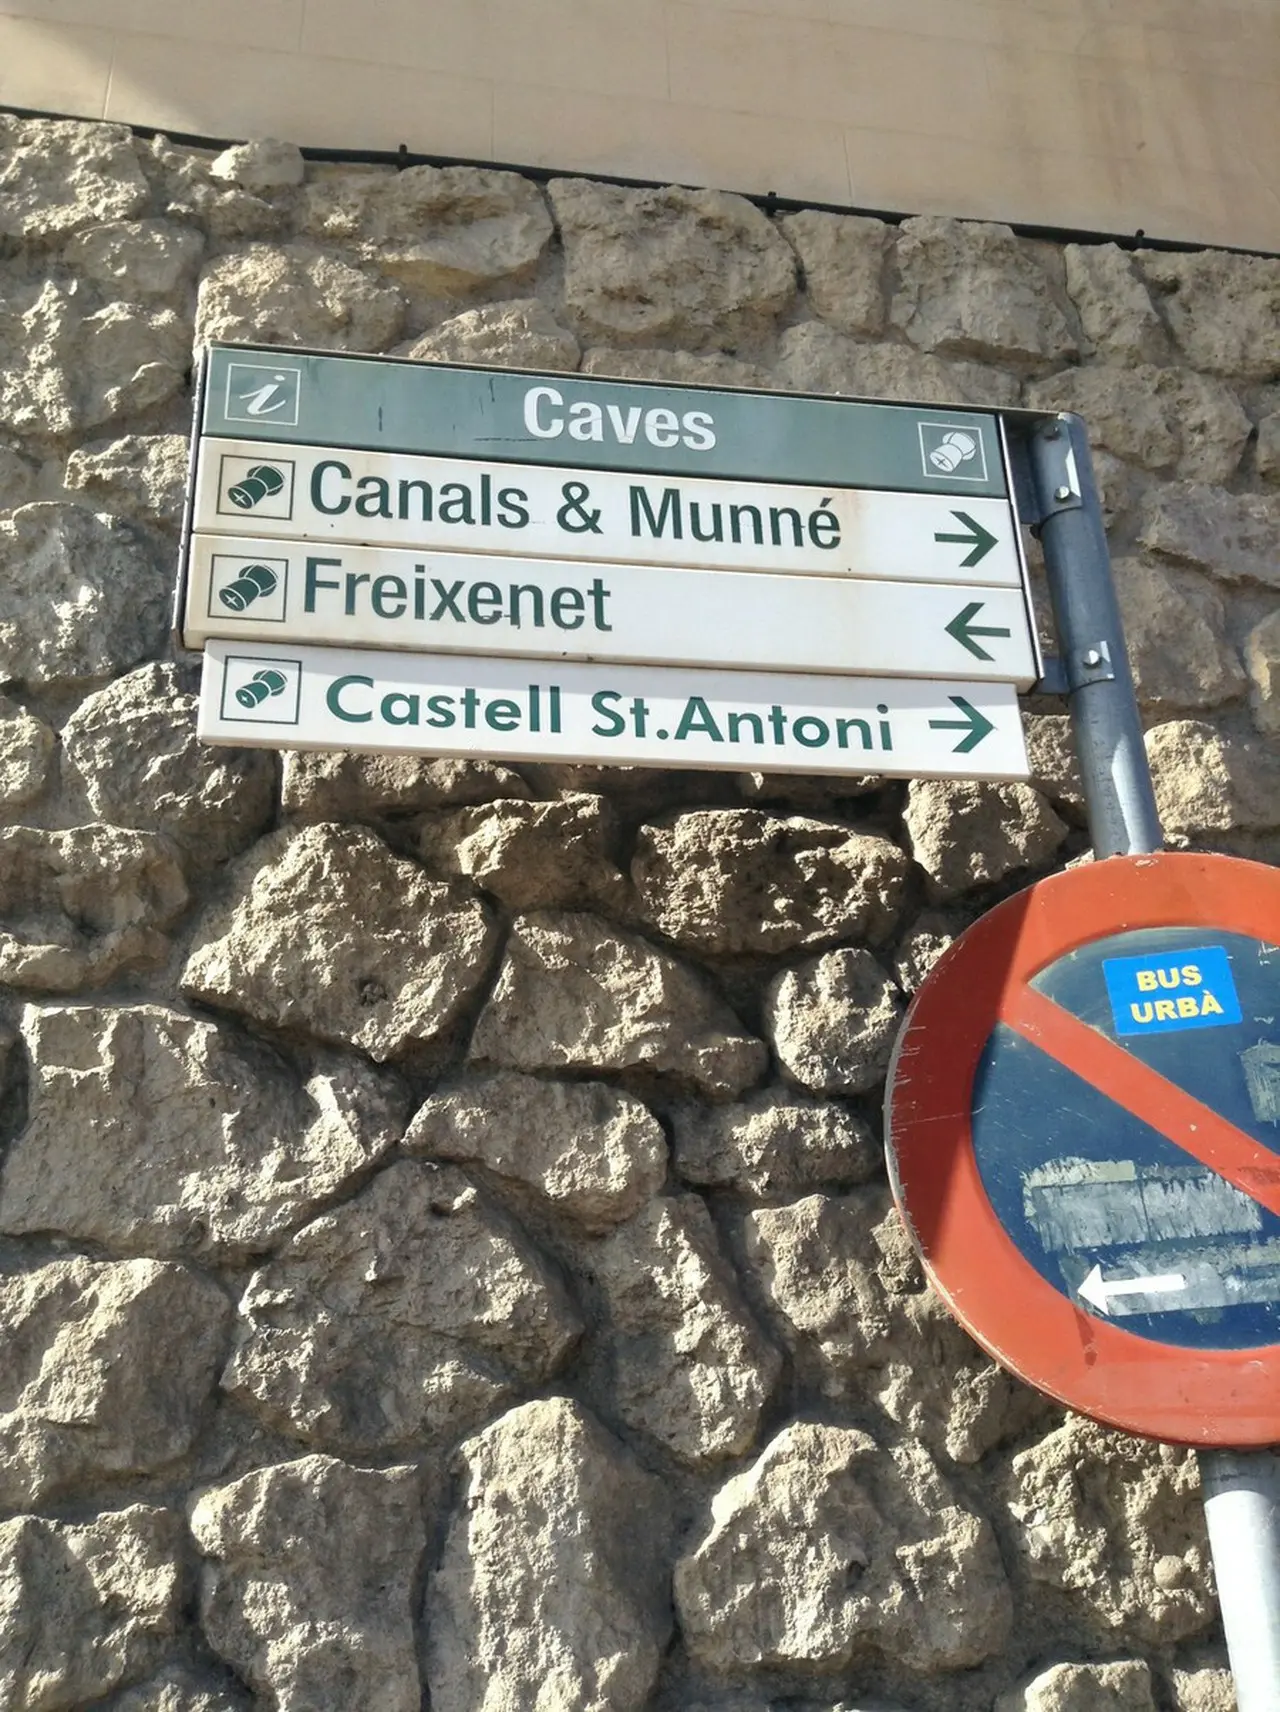 i Caves
Canals & Munné
Freixenet
Castell St.Antoni
BUS
URBÀ